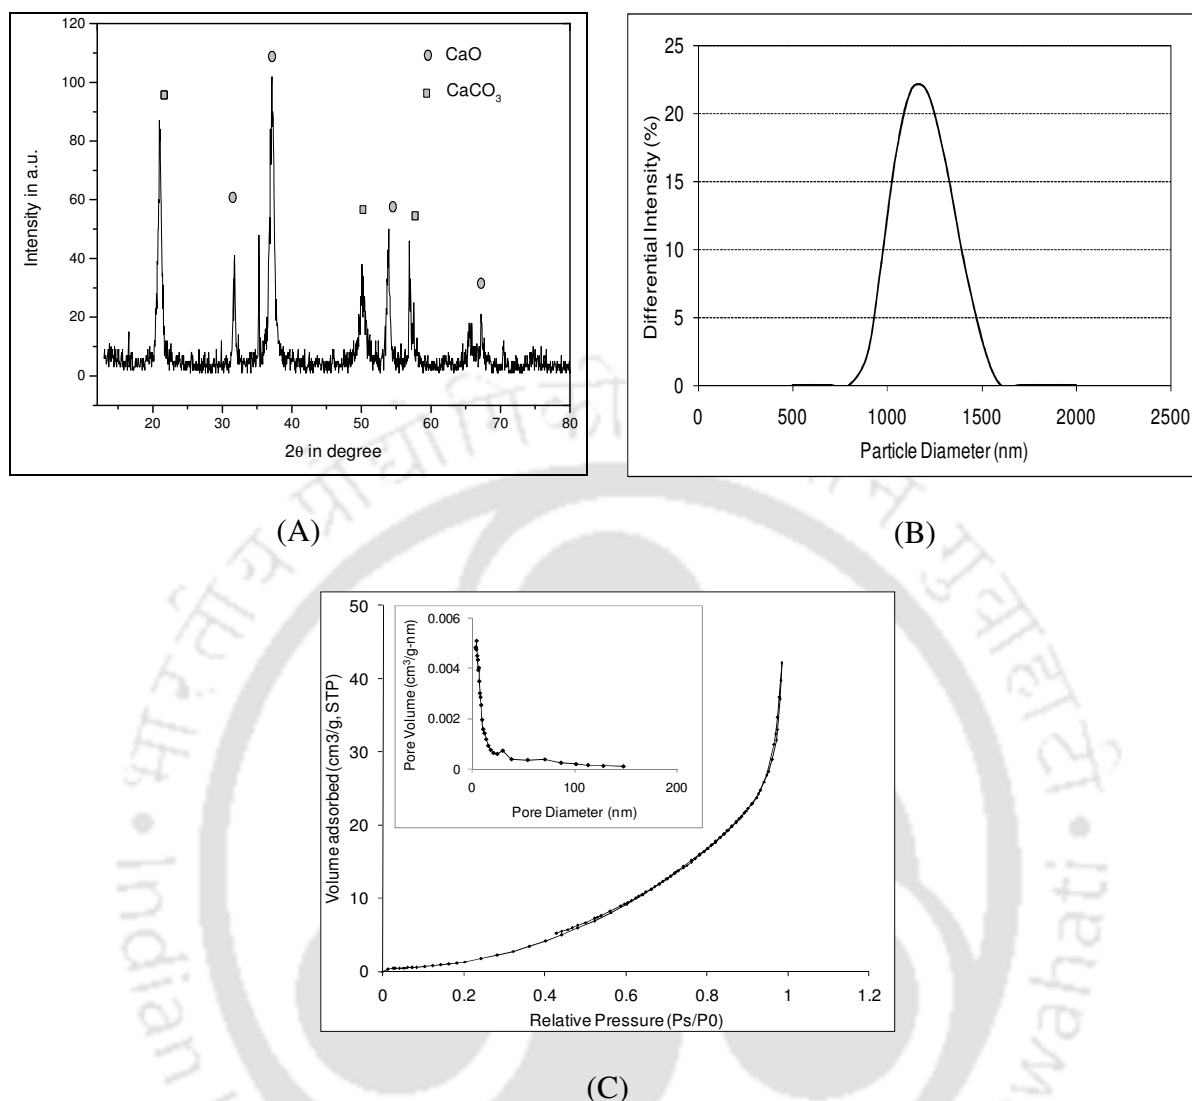 120
100
80
60
40
20
0
Intensity in a.u.
CaO
CaCO3
20 30 40 50 60 70 80
2θ in degree
(A)
25
20
15
10
5
0
Differential Intensity (%)
0 500 1000 1500 2000 2500
Particle Diameter (nm)
(B)
50
40
30
20
10
0
Volume adsorbed (cm3/g, STP)
0.006
0.004
0.002
0
Pore Volume (cm³/g-nm)
0 100 200
Pore Diameter (nm)
0 0.2 0.4 0.6 0.8 1 1.2
Relative Pressure (Ps/P0)
(C)
भारतीय प्रौद्योगिकी
गुवाहाटी
Indian
wahati